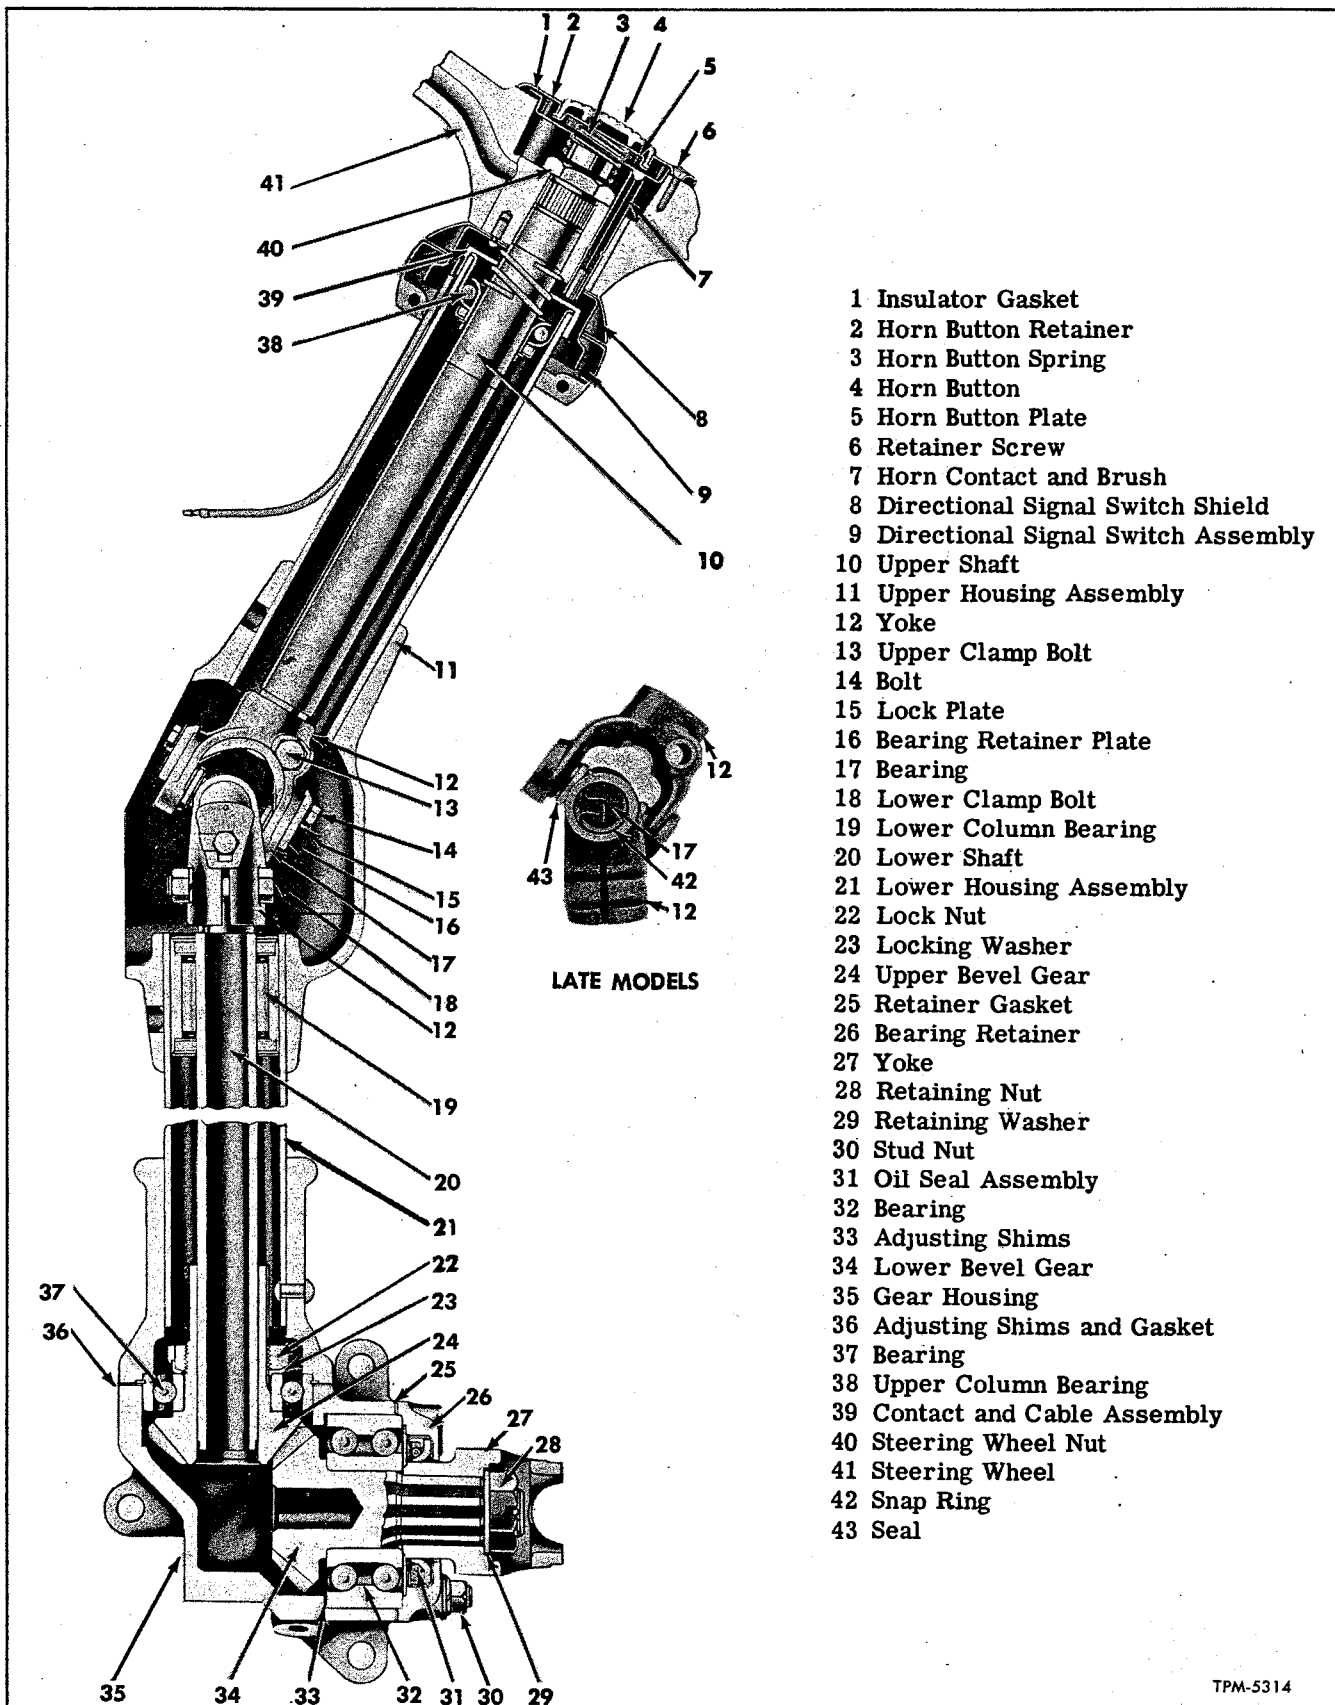 1 2 3 4
5
6
41
40
39
38
7
8
9
10
11
12
13
14
15
16
17
18
12
19
20
21
22
23
24
25
26
27
28
37
36
35 34 33 32 31 30 29
12
17
42
43
12
LATE MODELS
1 Insulator Gasket
2 Horn Button Retainer
3 Horn Button Spring
4 Horn Button
5 Horn Button Plate
6 Retainer Screw
7 Horn Contact and Brush
8 Directional Signal Switch Shield
9 Directional Signal Switch Assembly
10 Upper Shaft
11 Upper Housing Assembly
12 Yoke
13 Upper Clamp Bolt
14 Bolt
15 Lock Plate
16 Bearing Retainer Plate
17 Bearing
18 Lower Clamp Bolt
19 Lower Column Bearing
20 Lower Shaft
21 Lower Housing Assembly
22 Lock Nut
23 Locking Washer
24 Upper Bevel Gear
25 Retainer Gasket
26 Bearing Retainer
27 Yoke
28 Retaining Nut
29 Retaining Washer
30 Stud Nut
31 Oil Seal Assembly
32 Bearing
33 Adjusting Shims
34 Lower Bevel Gear
35 Gear Housing
36 Adjusting Shims and Gasket
37 Bearing
38 Upper Column Bearing
39 Contact and Cable Assembly
40 Steering Wheel Nut
41 Steering Wheel
42 Snap Ring
43 Seal
TPM-5314